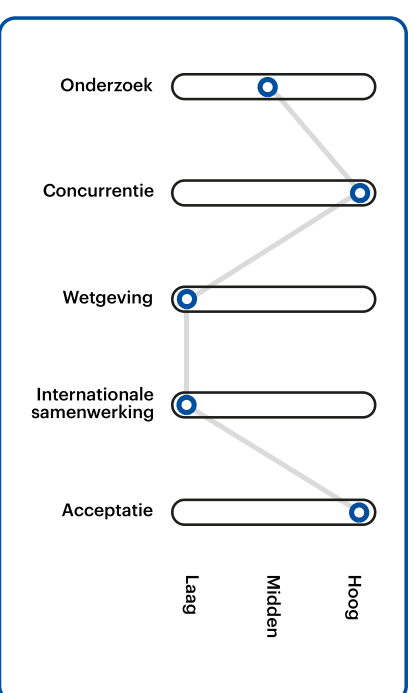 Onderzoek
Concurrentie
Wetgeving
Internationale
samenwerking
Acceptatie
Laag
Midden
Hoog